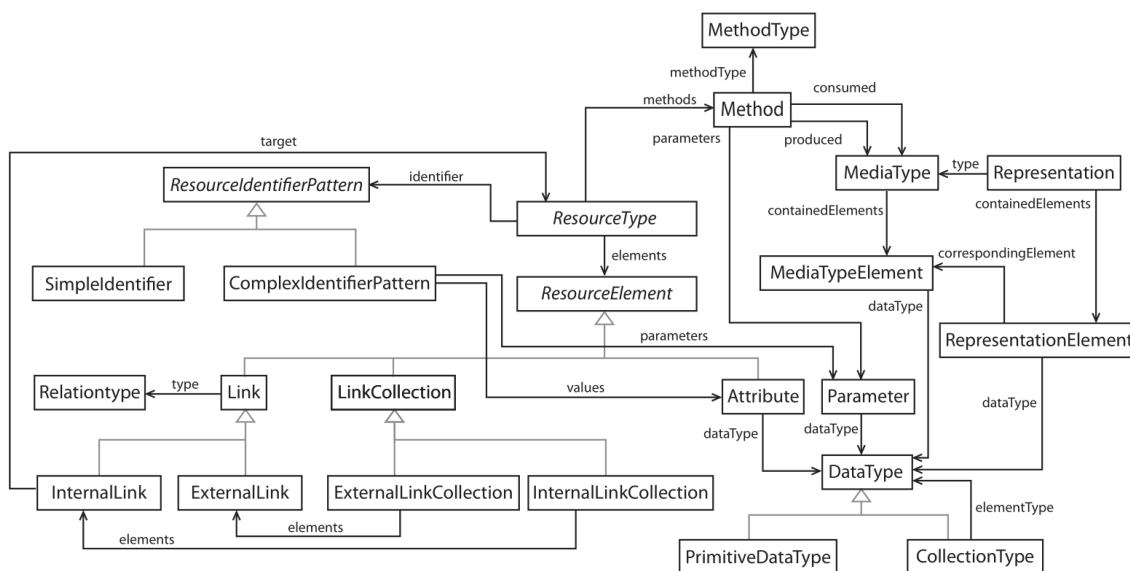 MethodType
methodType
consumed
methods
Method
parameters
produced
target
ResourceIdentifierPattern
identifier
MediaType
type
Representation
ResourceType
containedElements
containedElements
elements
correspondingElement
SimpleIdentifier
ComplexIdentifierPattern
ResourceElement
MediaTypeElement
dataType
parameters
RepresentationElement
Relationtype
type
Link
LinkCollection
values
Attribute
Parameter
dataType
dataType
dataType
InternalLink
ExternalLink
ExternalLinkCollection
InternalLinkCollection
DataType
elements
elements
elementType
PrimitiveDataType
CollectionType